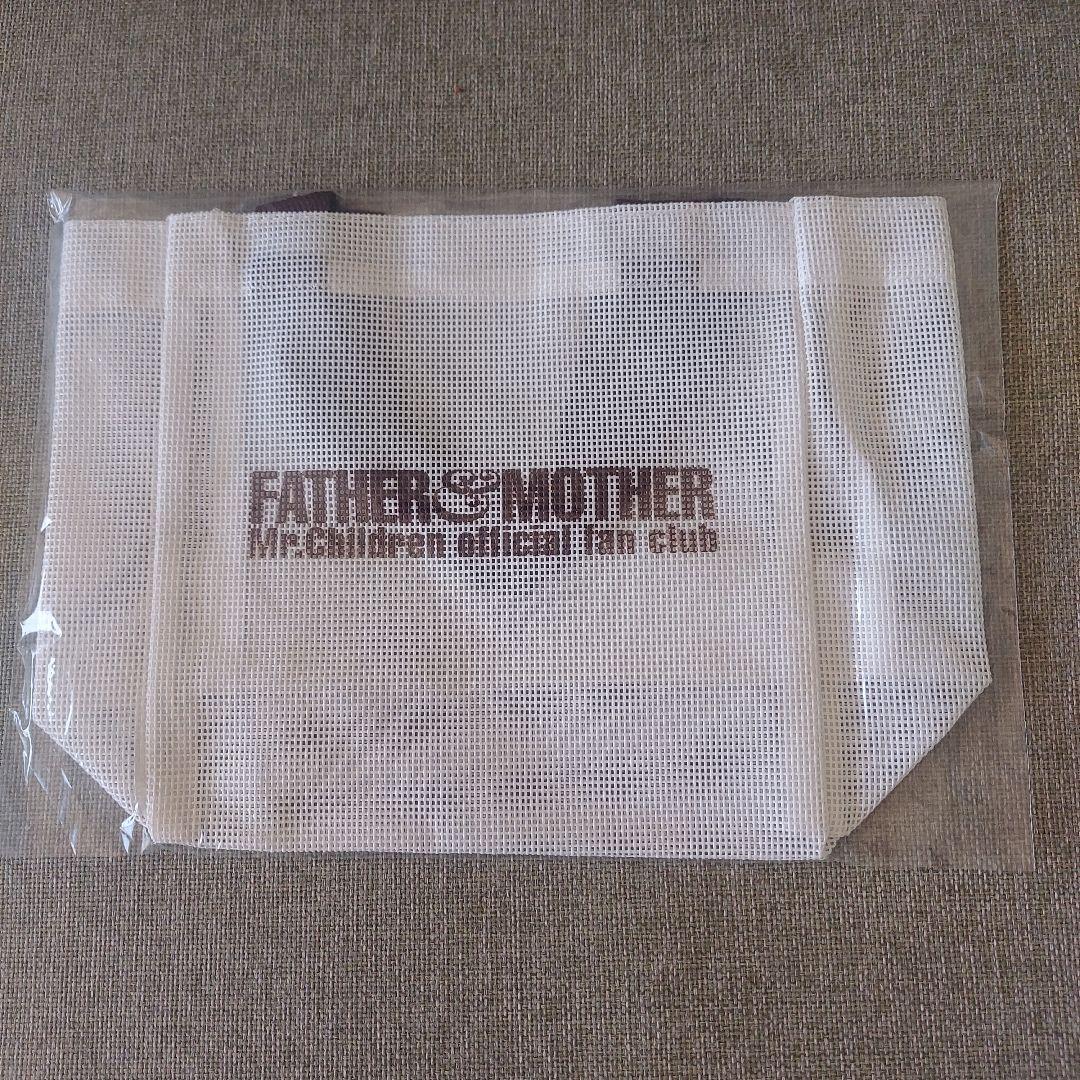 FATHER&MOTHER
Mr.Children official fan club